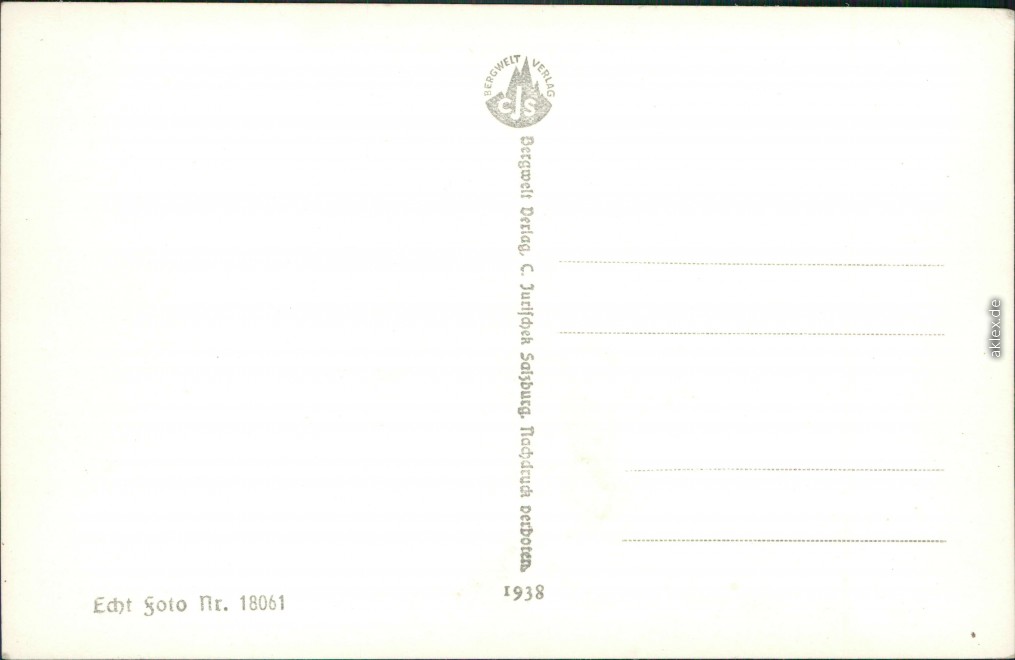 BERGWELT VERLAG
CJS
Bergwelt Verlag, C. Jurischek Salzburg, Nachdruck verboten.
1938
Echt Foto Nr. 18061
aklex.de